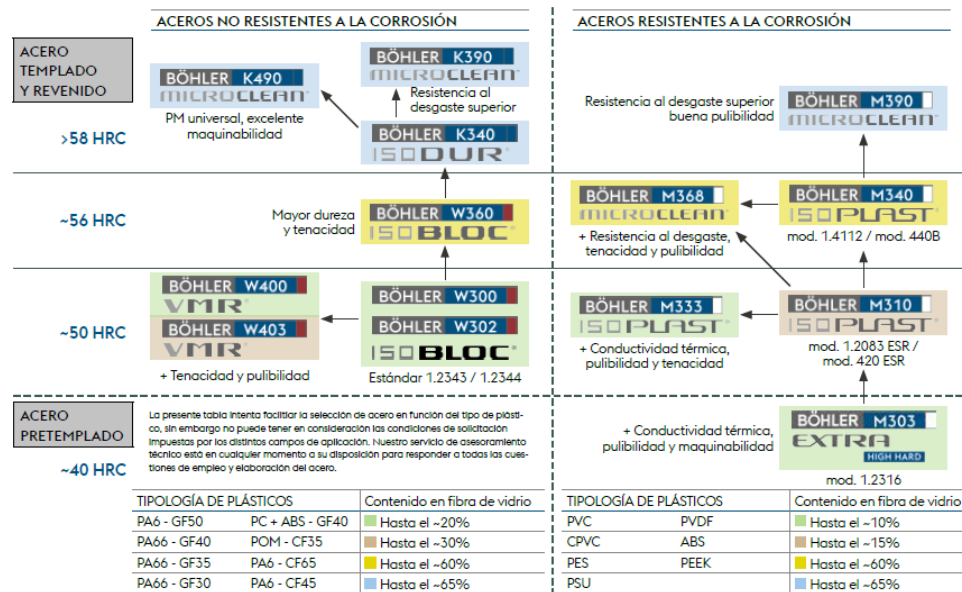 ACEROS NO RESISTENTES A LA CORROSIÓN
ACEROS RESISTENTES A LA CORROSIÓN
ACERO
TEMPLADO
Y REVENIDO
>58 HRC
BÖHLER K490
MICROCLEAN®
PM universal, excelente
maquinabilidad
BÖHLER K390
MICROCLEAN®
Resistencia al
desgaste superior
BÖHLER K340
ISODUR®
Resistencia al desgaste superior
buena pulibilidad
BÖHLER M390
MICROCLEAN®
~56 HRC
Mayor dureza
y tenacidad
BÖHLER W360
ISOBLOC®
BÖHLER M368
MICROCLEAN®
+ Resistencia al desgaste,
tenacidad y pulibilidad
BÖHLER M340
ISOPLAST®
mod. 1.4112 / mod. 440B
~50 HRC
BÖHLER W400
VMR®
BÖHLER W403
VMR®
+ Tenacidad y pulibilidad
BÖHLER W300
BÖHLER W302
ISOBLOC®
Estándar 1.2343 / 1.2344
BÖHLER M333
ISOPLAST®
+ Conductividad térmica,
pulibilidad y tenacidad
BÖHLER M310
ISOPLAST®
mod. 1.2083 ESR /
mod. 420 ESR
ACERO
PRETEMPLADO
~40 HRC
La presente tabla intenta facilitiar la selección de acero en función del tipo de plásti-
co, sin embargo no puede tener en consideración las condiciones de solicitación
impuestas por los distintos campos de aplicación. Nuestro servicio de asesoramiento
técnico está en cualquier momento a su disposición para responder a todas las cues-
tiones de empleo y elaboración del acero.
+ Conductividad térmica,
pulibilidad y maquinabilidad
BÖHLER M303
EXTRA
HIGH HARD
mod. 1.2316
TIPOLOGÍA DE PLÁSTICOS Contenido en fibra de vidrio
PA6 - GF50 PC + ABS - GF40 Hasta el ~20%
PA66 - GF40 POM - CF35 Hasta el ~30%
PA66 - GF35 PA6 - CF65 Hasta el ~60%
PA66 - GF30 PA6 - CF45 Hasta el ~65%
TIPOLOGÍA DE PLÁSTICOS Contenido en fibra de vidrio
PVC PVDF Hasta el ~10%
CPVC ABS Hasta el ~15%
PES PEEK Hasta el ~60%
PSU Hasta el ~65%